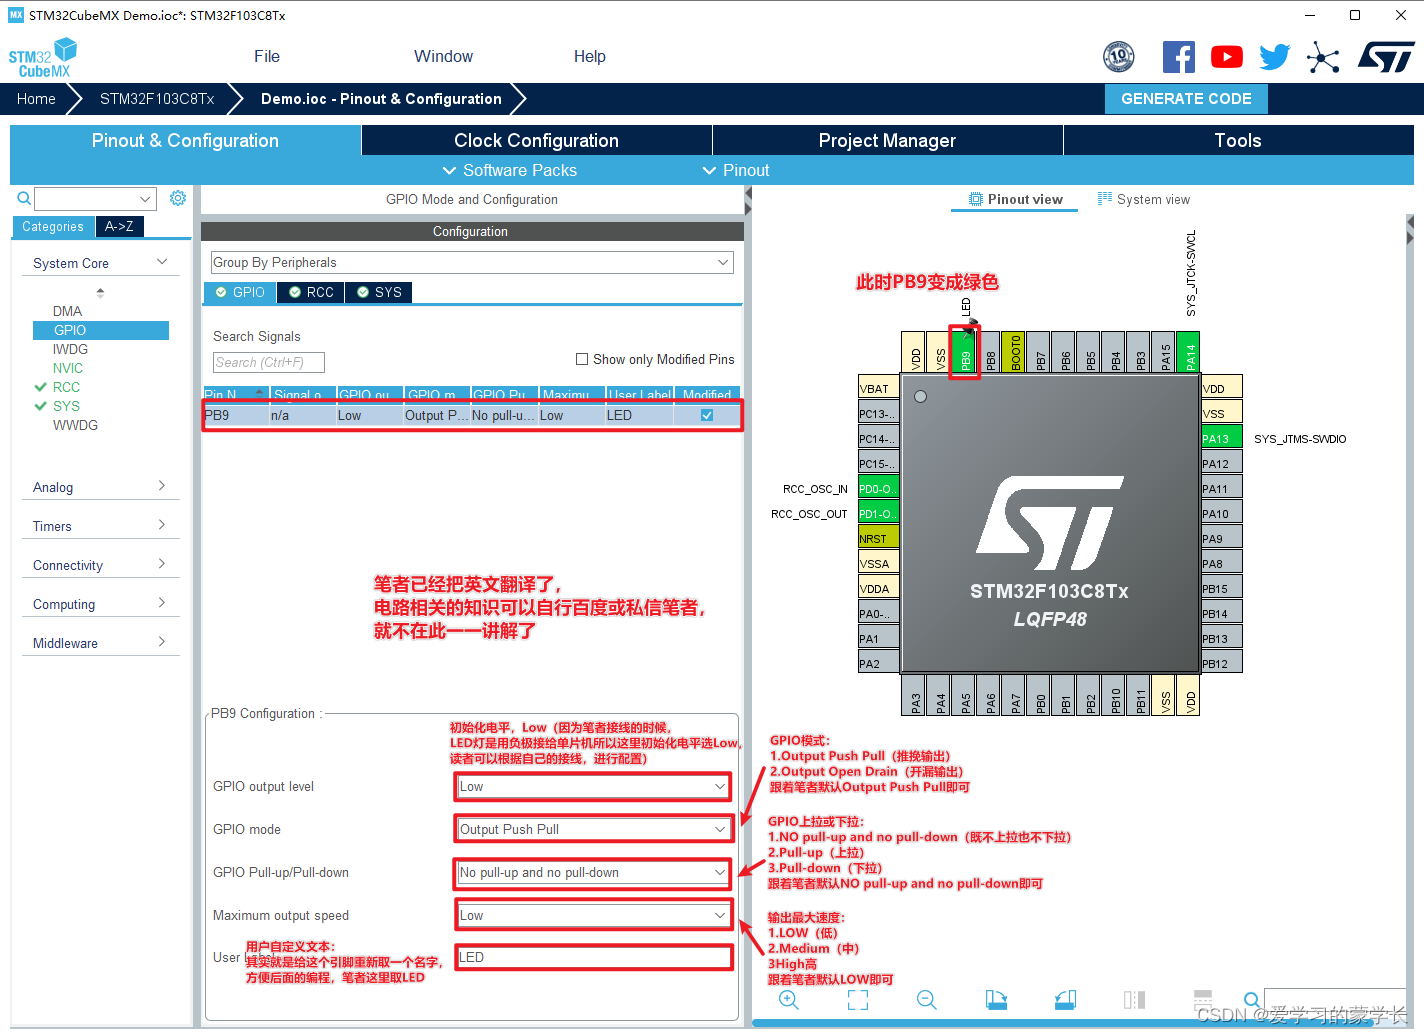 MX STM32CubeMX Demo.ioc*: STM32F103C8Tx
STM32 CubeMX
File
Window
Help
10
Home
STM32F103C8Tx
Demo.ioc - Pinout & Configuration
GENERATE CODE
Pinout & Configuration
Clock Configuration
Project Manager
Tools
Software Packs
Pinout
Categories
A->Z
System Core
DMA
GPIO
IWDG
NVIC
RCC
SYS
WWDG
Analog
Timers
Connectivity
Computing
Middleware
GPIO Mode and Configuration
Configuration
Group By Peripherals
GPIO
RCC
SYS
Search Signals
Search (Ctrl+F)
Show only Modified Pins
Pin N... Signal o... GPIO ou... GPIO m... GPIO Pu... Maximu... User Label Modified
PB9 n/a Low Output P... No pull-u... Low LED
笔者已经把英文翻译了,
电路相关的知识可以自行百度或私信笔者,
就不在此一一讲解了
PB9 Configuration :
初始化电平，Low（因为笔者接线的时候,
LED灯是用负极接给单片机所以这里初始化电平选Low,
读者可以根据自己的接线，进行配置）
GPIO output level
Low
GPIO mode
Output Push Pull
GPIO Pull-up/Pull-down
No pull-up and no pull-down
Maximum output speed
Low
User Label
LED
用户自定义文本:
其实就是给这个引脚重新取一个名字,
方便后面的编程，笔者这里取LED
Pinout view
System view
此时PB9变成绿色
LED
SYS_JTCK-SWCL
VDD
VSS
PB9
PB8
BOOT0
PB7
PB6
PB5
PB4
PB3
PA15
PA14
VBAT
PC13-..
PC14-..
PC15-..
RCC_OSC_IN
PD0-O..
RCC_OSC_OUT
PD1-O..
NRST
VSSA
VDDA
PA0-..
PA1
PA2
VDD
VSS
PA13
SYS_JTMS-SWDIO
PA12
PA11
PA10
PA9
PA8
PB15
PB14
PB13
PB12
ST
STM32F103C8Tx
LQFP48
PA3
PA4
PA5
PA6
PA7
PB0
PB1
PB2
PB10
PB11
VSS
VDD
GPIO模式:
1.Output Push Pull（推挽输出）
2.Output Open Drain（开漏输出）
跟着笔者默认Output Push Pull即可
GPIO上拉或下拉:
1.NO pull-up and no pull-down（既不上拉也不下拉）
2.Pull-up（上拉）
3.Pull-down（下拉）
跟着笔者默认NO pull-up and no pull-down即可
输出最大速度:
1.LOW（低）
2.Medium（中）
3High高
跟着笔者默认LOW即可
CSDN @爱学习的蒙学长